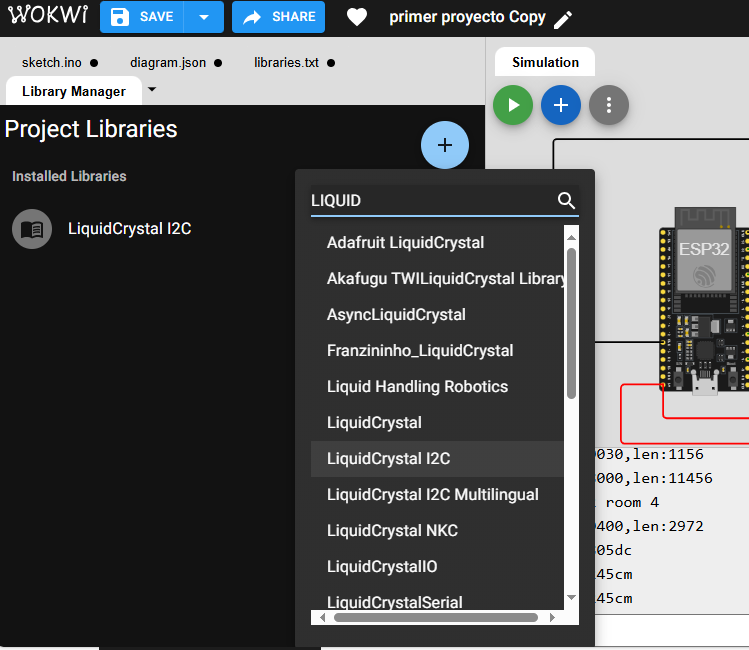 WOKWI
SAVE
SHARE
primer proyecto Copy
sketch.ino
diagram.json
libraries.txt
Library Manager
Simulation
Project Libraries
Installed Libraries
LiquidCrystal I2C
LIQUID
Adafruit LiquidCrystal
Akafugu TWILiquidCrystal Library
AsyncLiquidCrystal
Franzininho_LiquidCrystal
Liquid Handling Robotics
LiquidCrystal
LiquidCrystal I2C
LiquidCrystal I2C Multilingual
LiquidCrystal NKC
LiquidCrystalIO
LiquidCrystalSerial
ESP32
030,len:1156
000,len:11456
room 4
400,len:2972
05dc
45cm
45cm